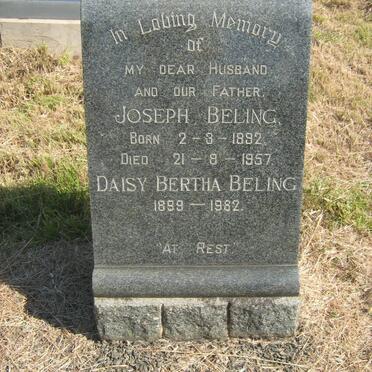 In Loving Memory
of
MY DEAR HUSBAND
AND OUR FATHER,
JOSEPH BELING,
BORN 2-3-1892,
DIED 21-8-1957.
DAISY BERTHA BELING
1899-1982.
"AT REST"